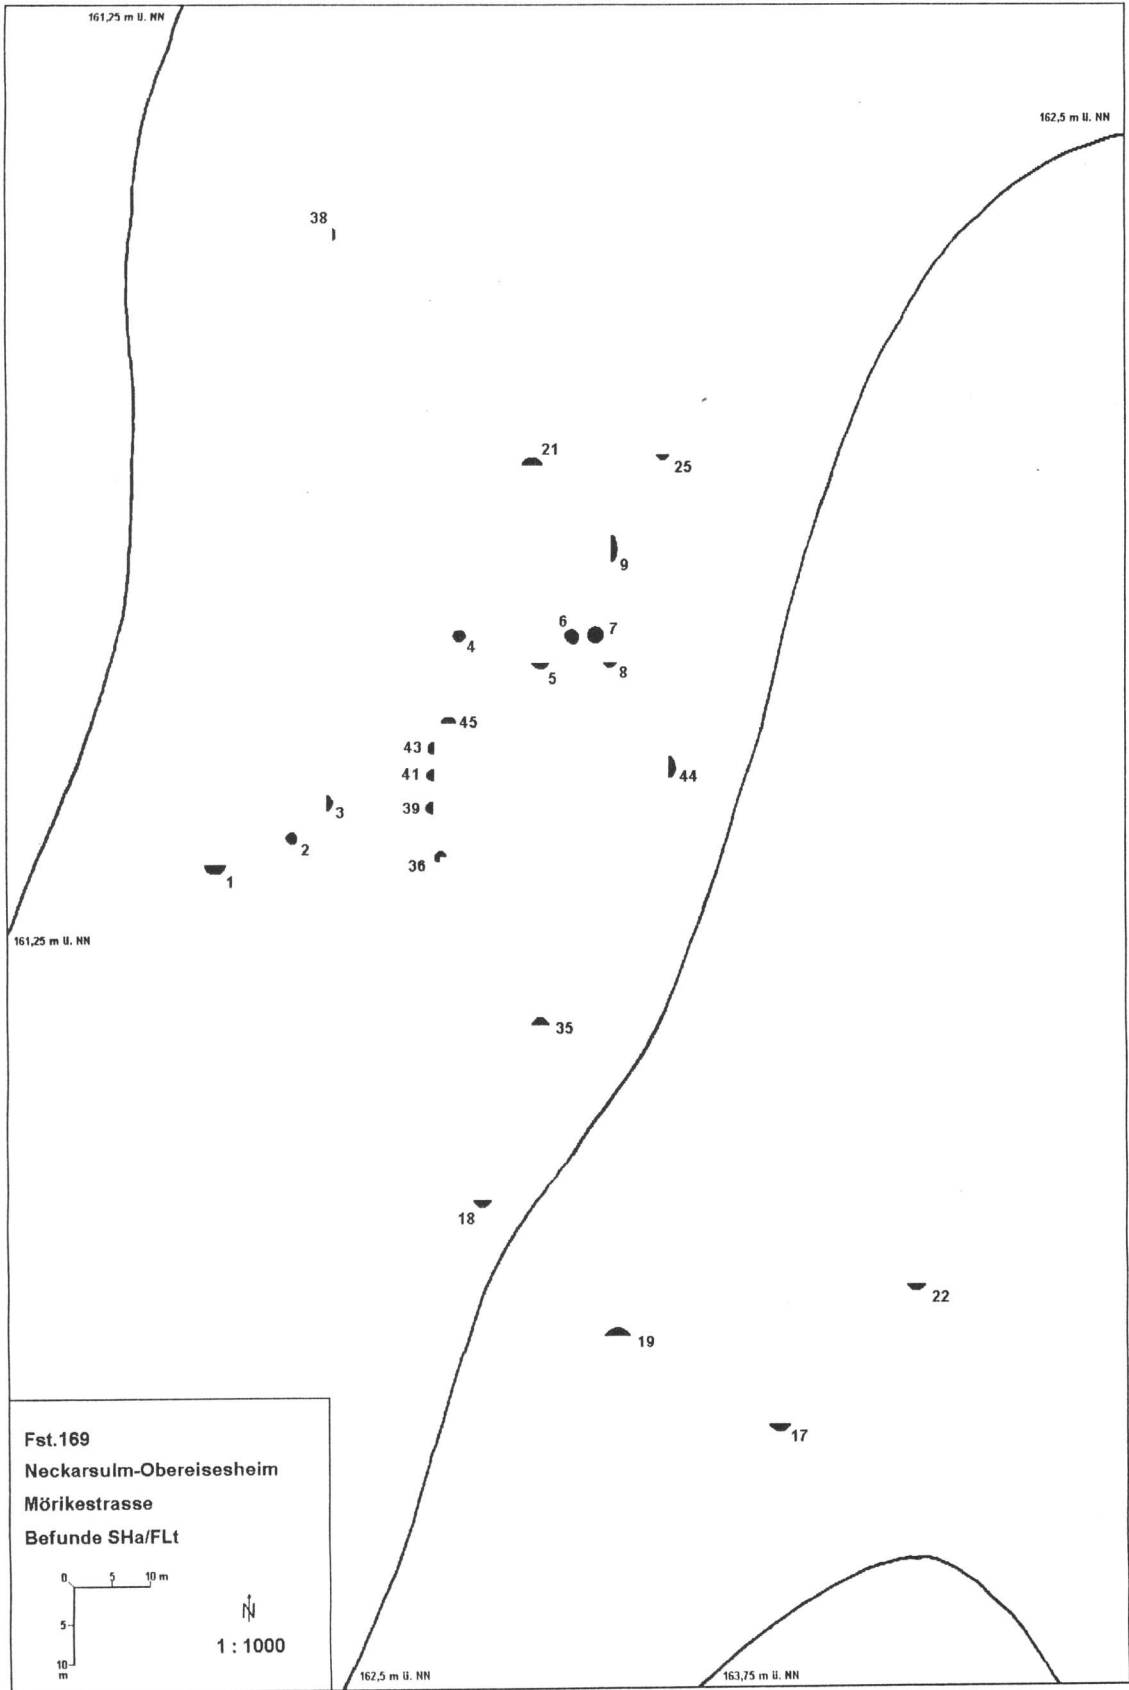 161,25 m ü. NN
162,5 m ü. NN
38
21
25
9
6
7
4
5
8
45
43
41
44
3
39
2
36
1
161,25 m ü. NN
35
18
22
19
17
Fst.169
Neckarsulm-Obereisesheim
Mörikestrasse
Befunde SHa/FLt
0 5 10 m
5
10
m
N
1 : 1000
162,5 m ü. NN
163,75 m ü. NN